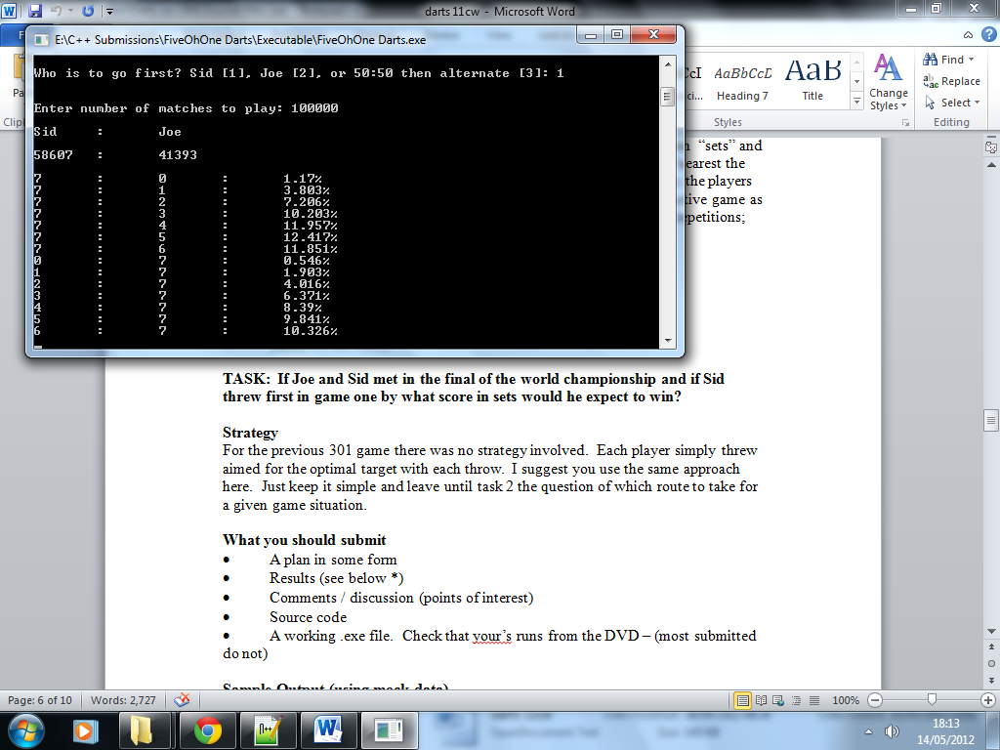 darts 11cw - Microsoft Word
E:\C++ Submissions\FiveOhOne Darts\Executable\FiveOhOne Darts.exe
Who is to go first? Sid [1], Joe [2], or 50:50 then alternate [3]: 1
Enter number of matches to play: 100000
Sid : Joe
58607 : 41393
7 : 0 : 1.17%
7 : 1 : 3.803%
7 : 2 : 7.206%
7 : 3 : 10.203%
7 : 4 : 11.957%
7 : 5 : 12.417%
7 : 6 : 11.851%
0 : 7 : 0.546%
1 : 7 : 1.903%
2 : 7 : 4.016%
3 : 7 : 6.371%
4 : 7 : 8.39%
5 : 7 : 9.841%
6 : 7 : 10.326%
AaBbCcD AaB
Heading 7 Title
Change
Styles
Styles
Find
Replace
Select
Editing
“sets” and
earest the
the players
tive game as
epetitions;
TASK: If Joe and Sid met in the final of the world championship and if Sid
threw first in game one by what score in sets would he expect to win?
Strategy
For the previous 301 game there was no strategy involved. Each player simply threw
aimed for the optimal target with each throw. I suggest you use the same approach
here. Just keep it simple and leave until task 2 the question of which route to take for
a given game situation.
What you should submit
• A plan in some form
• Results (see below *)
• Comments / discussion (points of interest)
• Source code
• A working .exe file. Check that your's runs from the DVD – (most submitted
do not)
Sample Output (using mock data)
Page: 6 of 10 Words: 2,727 100%
18:13
14/05/2012